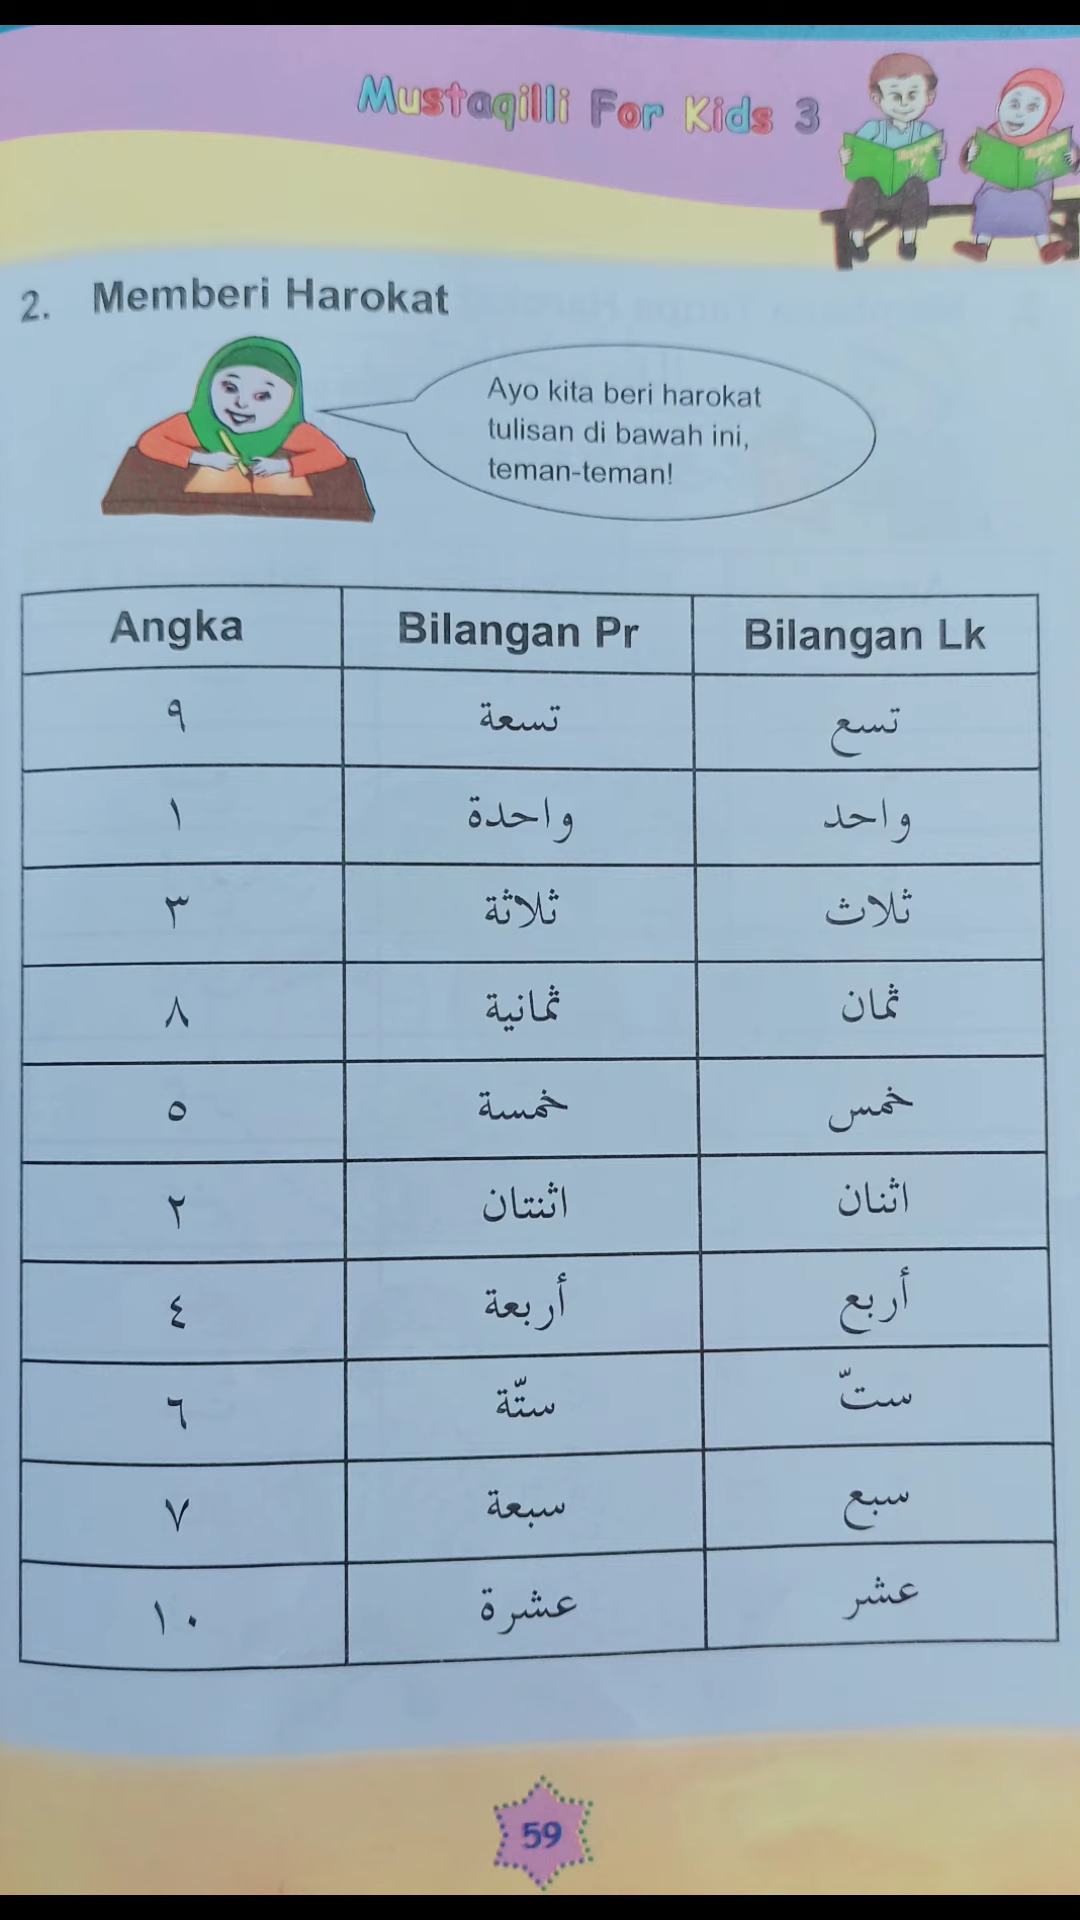 Mustaqilli For Kids 3
2. Memberi Harokat
Ayo kita beri harokat
tulisan di bawah ini,
teman-teman!
Angka Bilangan Pr Bilangan Lk
٩ تسعة تسع
١ واحدة واحد
٣ ثلاثة ثلاث
٨ ثمانية ثمان
٥ خمسة خمس
٢ اثنتان اثنان
٤ أربعة أربع
٦ ستّة ستّ
٧ سبعة سبع
١٠ عشرة عشر
59